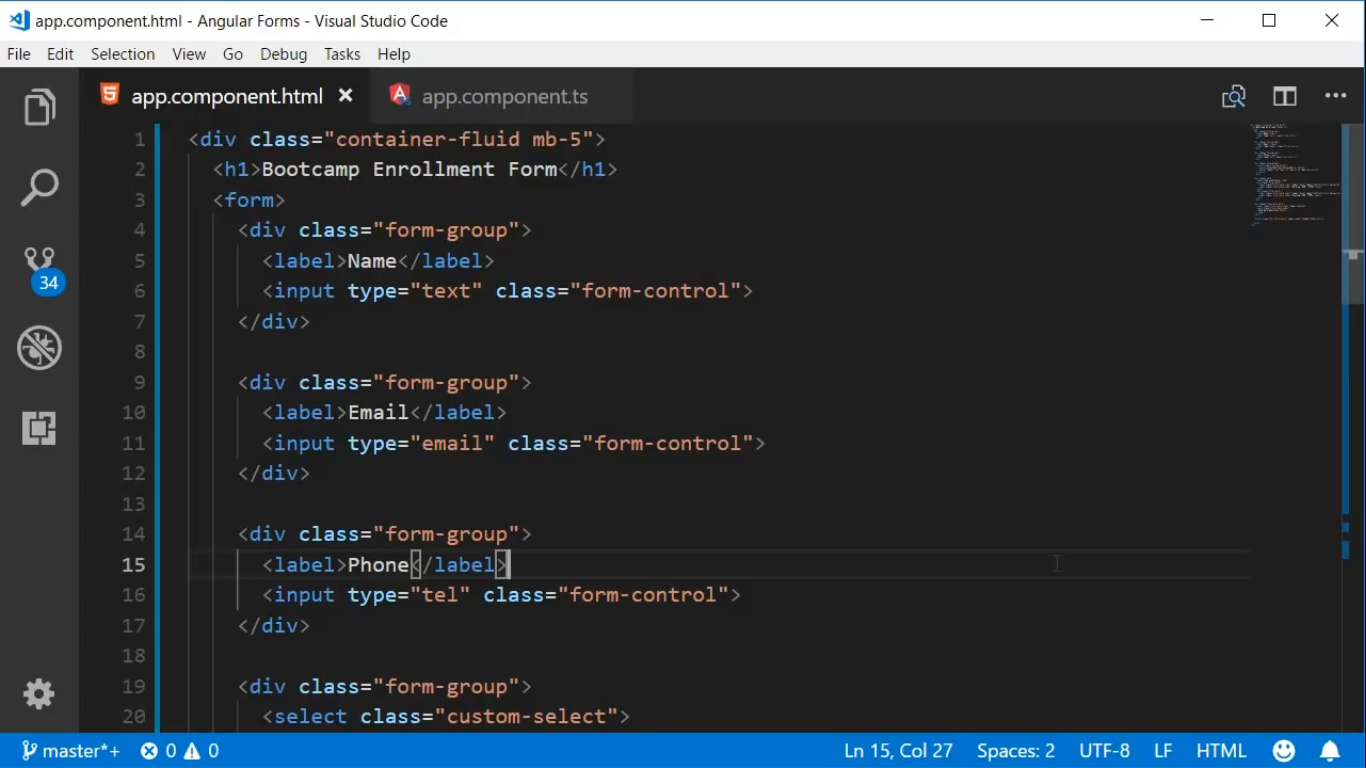 app.component.html - Angular Forms - Visual Studio Code
File Edit Selection View Go Debug Tasks Help
app.component.html app.component.ts
1 <div class="container-fluid mb-5">
2 <h1>Bootcamp Enrollment Form</h1>
3 <form>
4 <div class="form-group">
5 <label>Name</label>
6 <input type="text" class="form-control">
7 </div>
8
9 <div class="form-group">
10 <label>Email</label>
11 <input type="email" class="form-control">
12 </div>
13
14 <div class="form-group">
15 <label>Phone</label>
16 <input type="tel" class="form-control">
17 </div>
18
19 <div class="form-group">
20 <select class="custom-select">
34
master*+ 0 0 Ln 15, Col 27 Spaces: 2 UTF-8 LF HTML